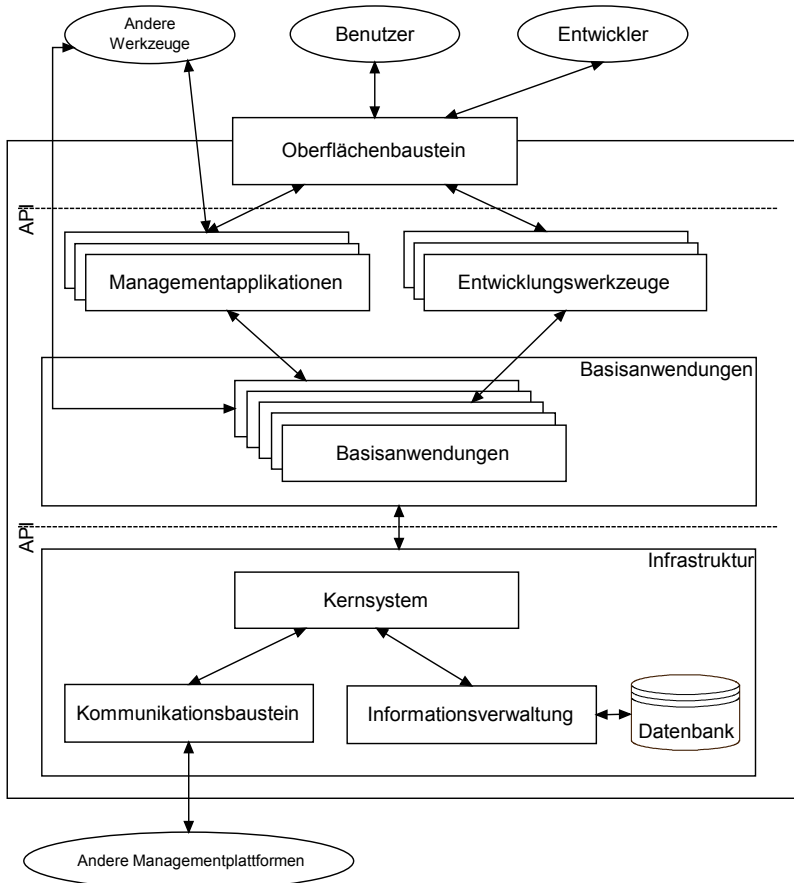 Andere
Werkzeuge
Benutzer
Entwickler
Oberflächenbaustein
API
Managementapplikationen
Entwicklungswerkzeuge
Basisanwendungen
Basisanwendungen
API
Infrastruktur
Kernsystem
Kommunikationsbaustein
Informationsverwaltung
Datenbank
Andere Managementplattformen